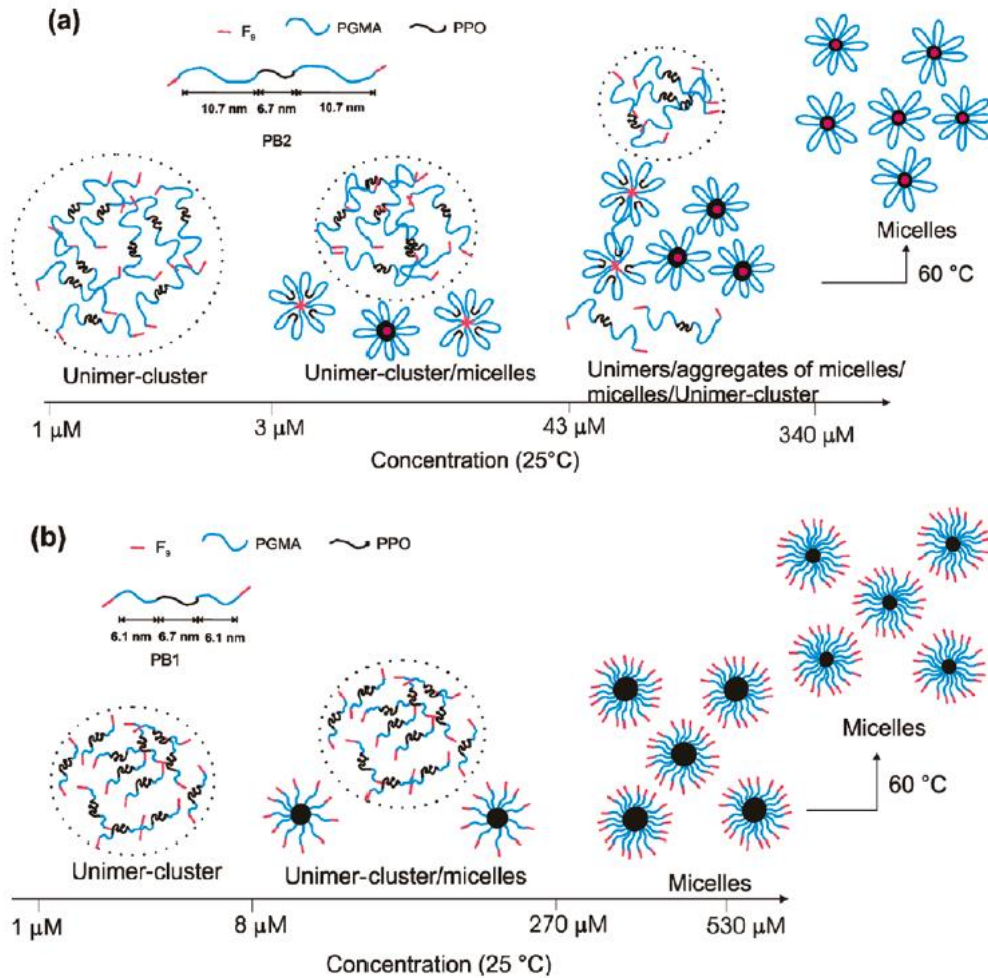 (a)
F₉ PGMA PPO
10.7 nm 6.7 nm 10.7 nm
PB2
Micelles
60 °C
Unimer-cluster
Unimer-cluster/micelles
Unimers/aggregates of micelles/
micelles/Unimer-cluster
1 μM 3 μM 43 μM 340 μM
Concentration (25°C)
(b)
F₉ PGMA PPO
6.1 nm 6.7 nm 6.1 nm
PB1
Micelles
60 °C
Unimer-cluster
Unimer-cluster/micelles
Micelles
1 μM 8 μM 270 μM 530 μM
Concentration (25 °C)